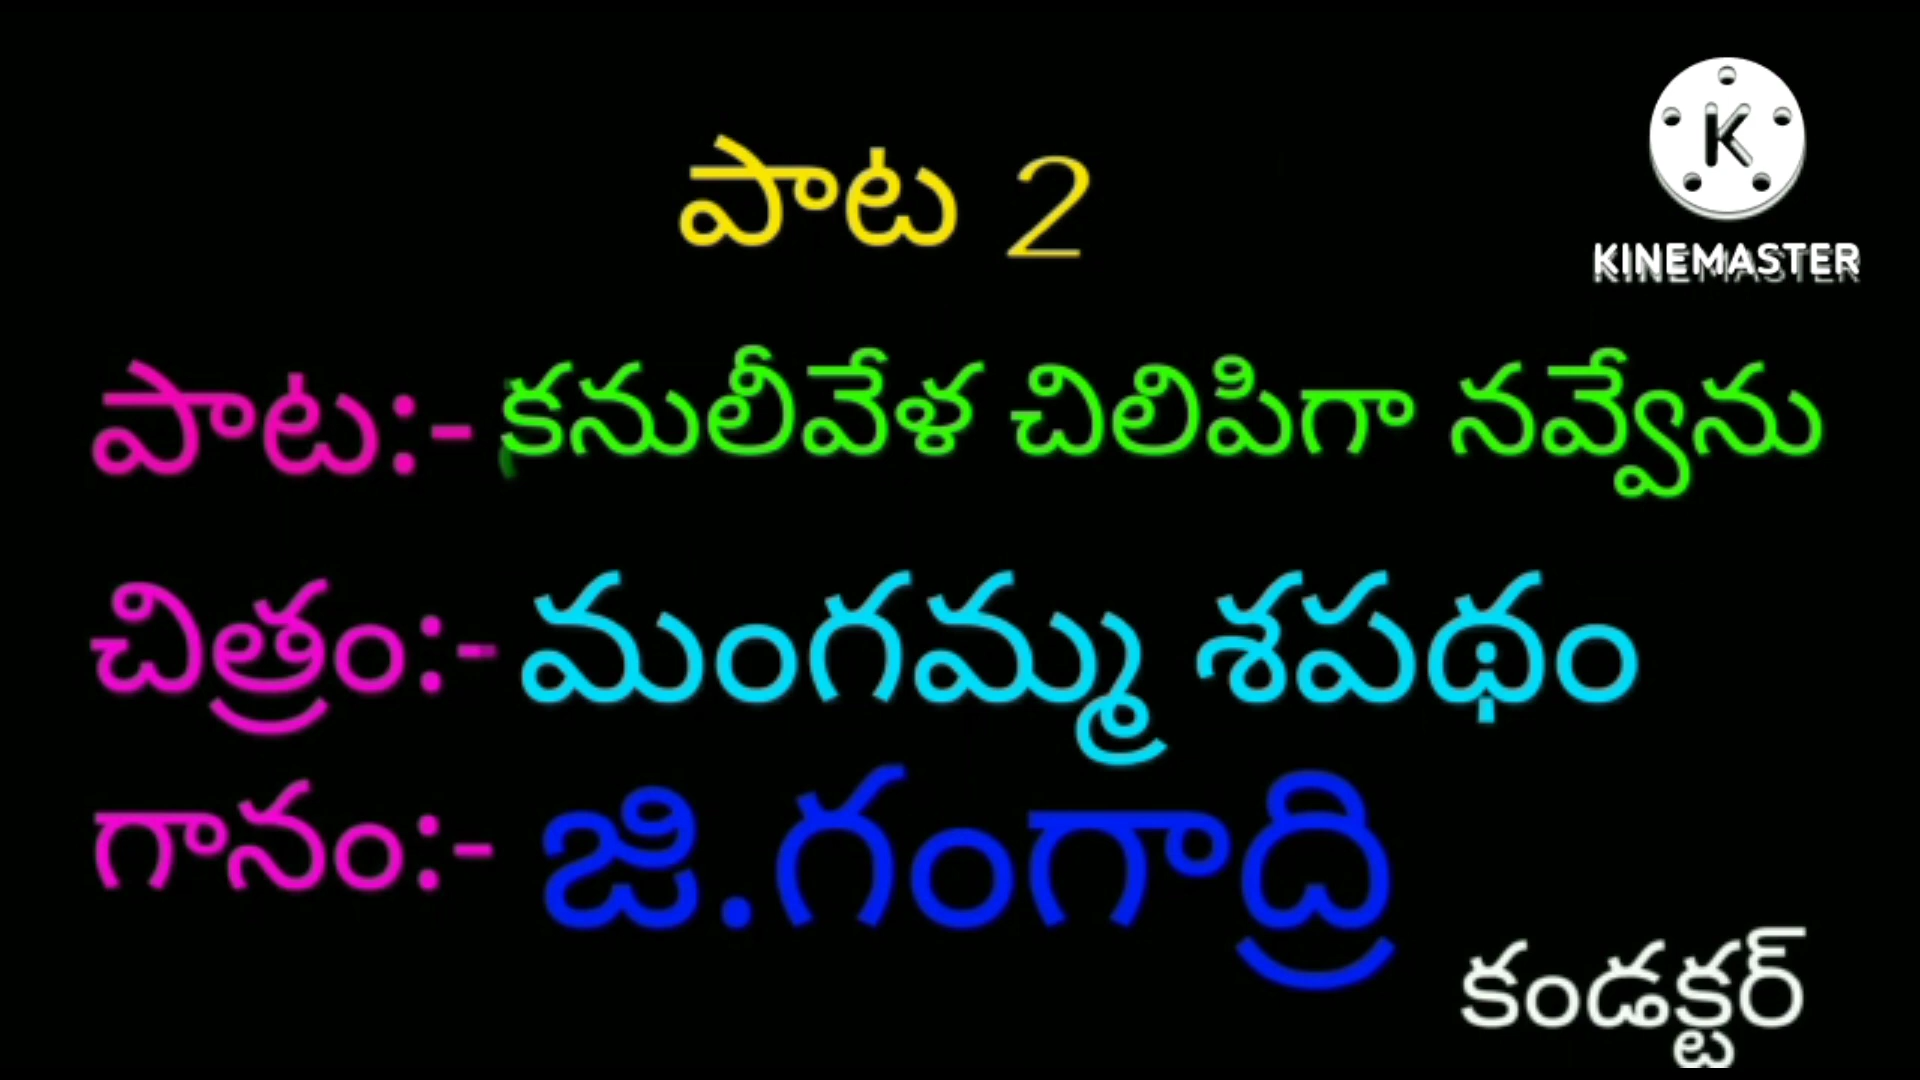 పాట 2
KINEMASTER
పాట:- కనులీవేళ చిలిపిగా నవ్వేను
చిత్రం:- మంగమ్మ శపథం
గానం:- జి.గంగాద్రి
కండక్టర్